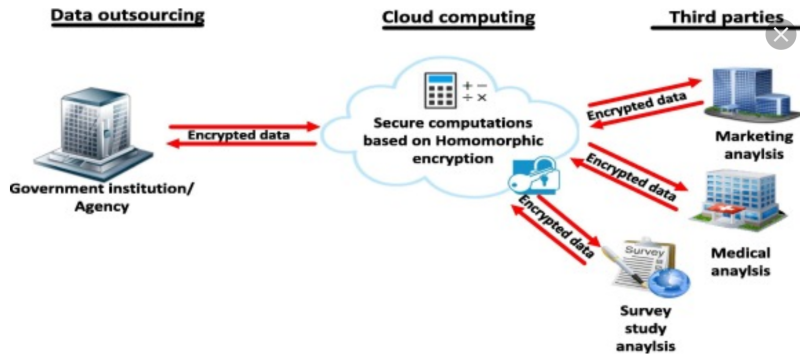 Data outsourcing
Cloud computing
Third parties
Secure computations
based on Homomorphic
encryption
Encrypted data
Government institution/
Agency
Encrypted data
Marketing
anaylsis
Encrypted data
Medical
anaylsis
Encrypted data
Survey
Survey
study
anaylsis